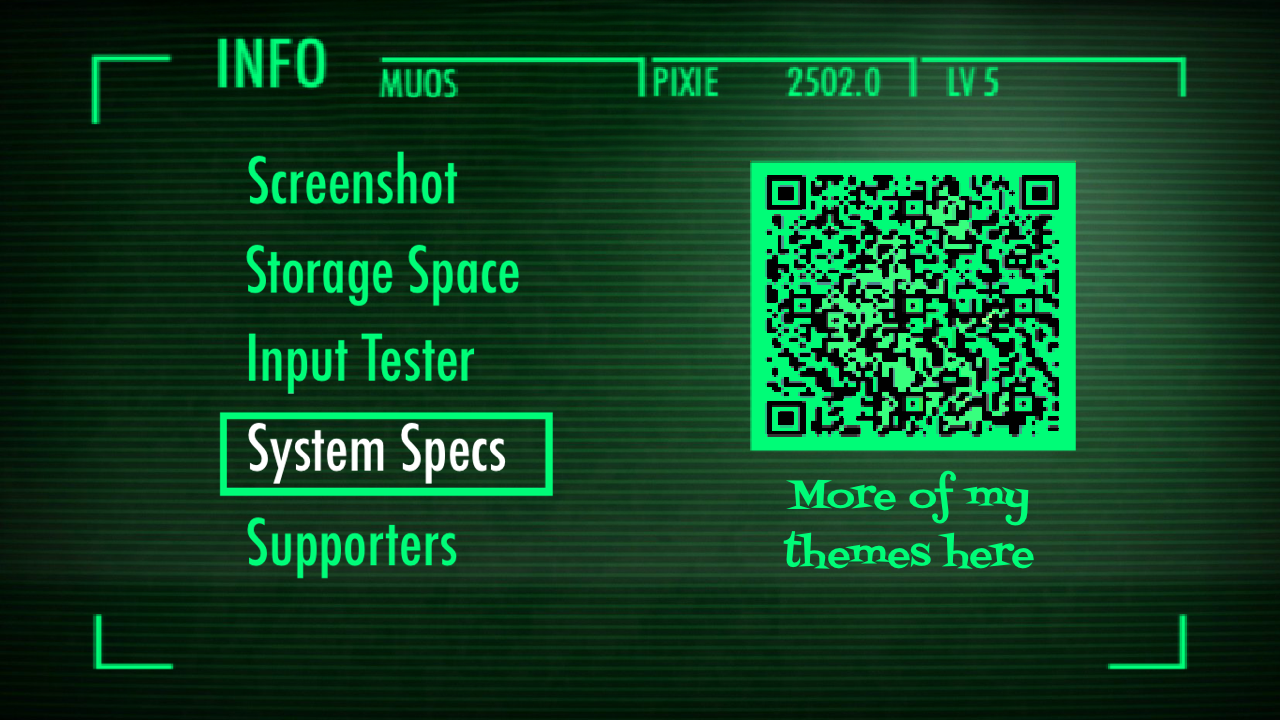 INFO
MUOS
PIXIE 2502.0
LV 5
Screenshot
Storage Space
Input Tester
System Specs
Supporters
More of my
themes here